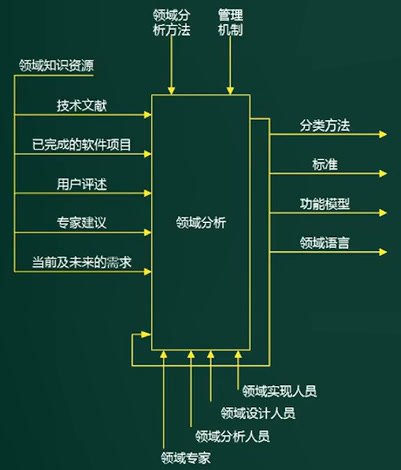 领域分
析方法
管理
机制
领域知识资源
技术文献
已完成的软件项目
用户评述
专家建议
当前及未来的需求
领域分析
分类方法
标准
功能模型
领域语言
领域实现人员
领域设计人员
领域分析人员
领域专家